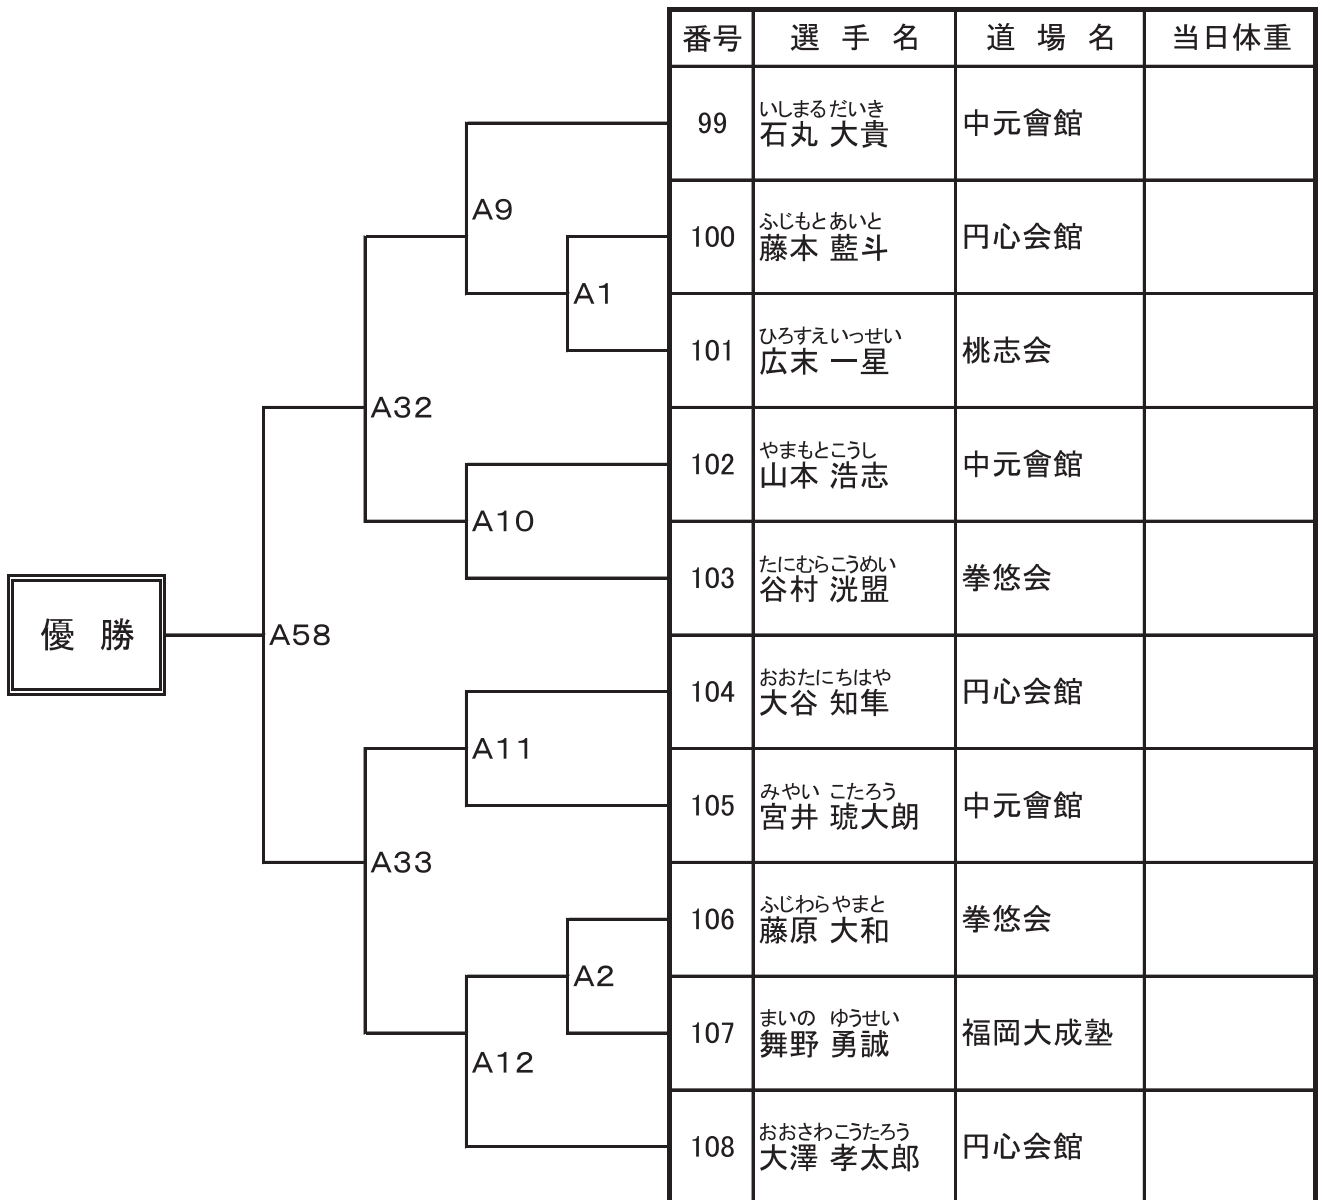 番号 選手名 道場名 当日体重
いしまるだいき
99 石丸 大貴 中元會館
A9
ふじもとあいと
100 藤本 藍斗 円心会館
A1
ひろすえいっせい
101 広末 一星 桃志会
A32
やまもとこうし
102 山本 浩志 中元會館
A10
たにむらこうめい
103 谷村 洸盟 拳悠会
優勝
A58
おおたにちはや
104 大谷 知隼 円心会館
A11
みやい こたろう
105 宮井 琥大朗 中元會館
A33
ふじわらやまと
106 藤原 大和 拳悠会
A2
まいの ゆうせい
107 舞野 勇誠 福岡大成塾
A12
おおさわこうたろう
108 大澤 孝太郎 円心会館